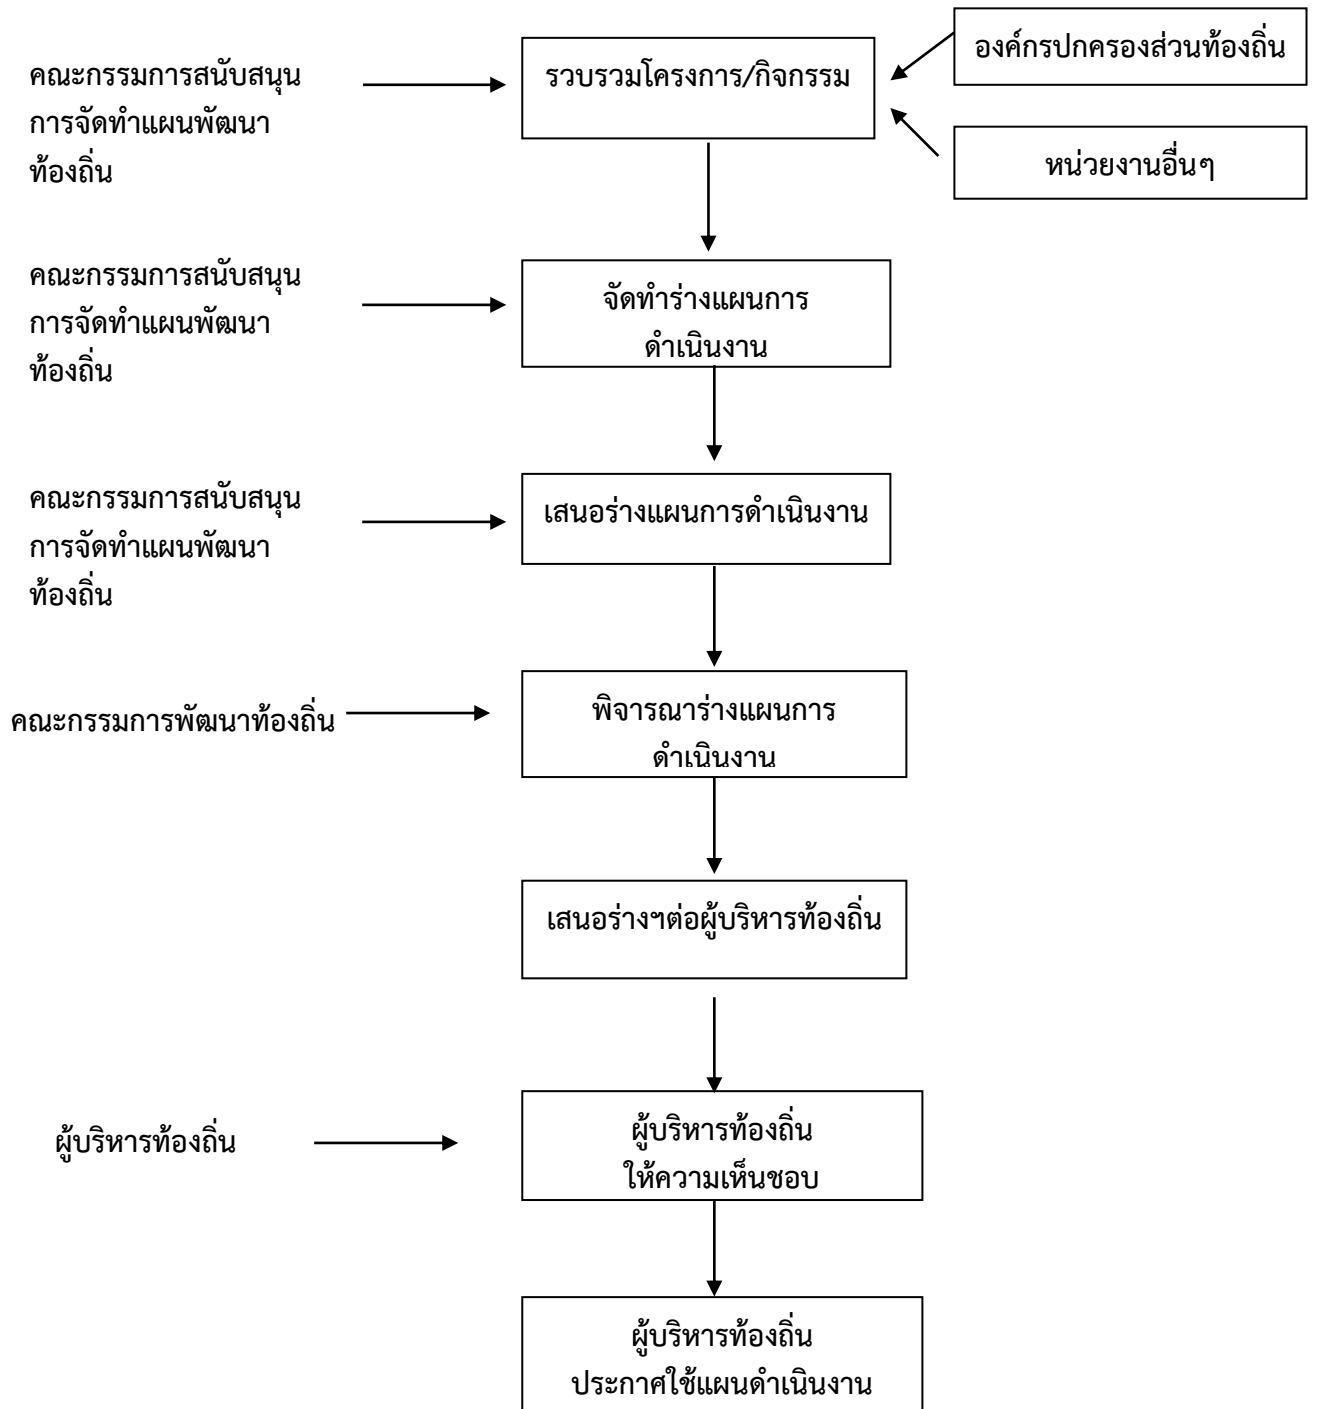 องค์กรปกครองส่วนท้องถิ่น
คณะกรรมการสนับสนุน
การจัดทำแผนพัฒนา
ท้องถิ่น
รวบรวมโครงการ/กิจกรรม
หน่วยงานอื่นๆ
คณะกรรมการสนับสนุน
การจัดทำแผนพัฒนา
ท้องถิ่น
จัดทำร่างแผนการ
ดำเนินงาน
คณะกรรมการสนับสนุน
การจัดทำแผนพัฒนา
ท้องถิ่น
เสนอร่างแผนการดำเนินงาน
คณะกรรมการพัฒนาท้องถิ่น
พิจารณาร่างแผนการ
ดำเนินงาน
เสนอร่างฯต่อผู้บริหารท้องถิ่น
ผู้บริหารท้องถิ่น
ผู้บริหารท้องถิ่น
ให้ความเห็นชอบ
ผู้บริหารท้องถิ่น
ประกาศใช้แผนดำเนินงาน